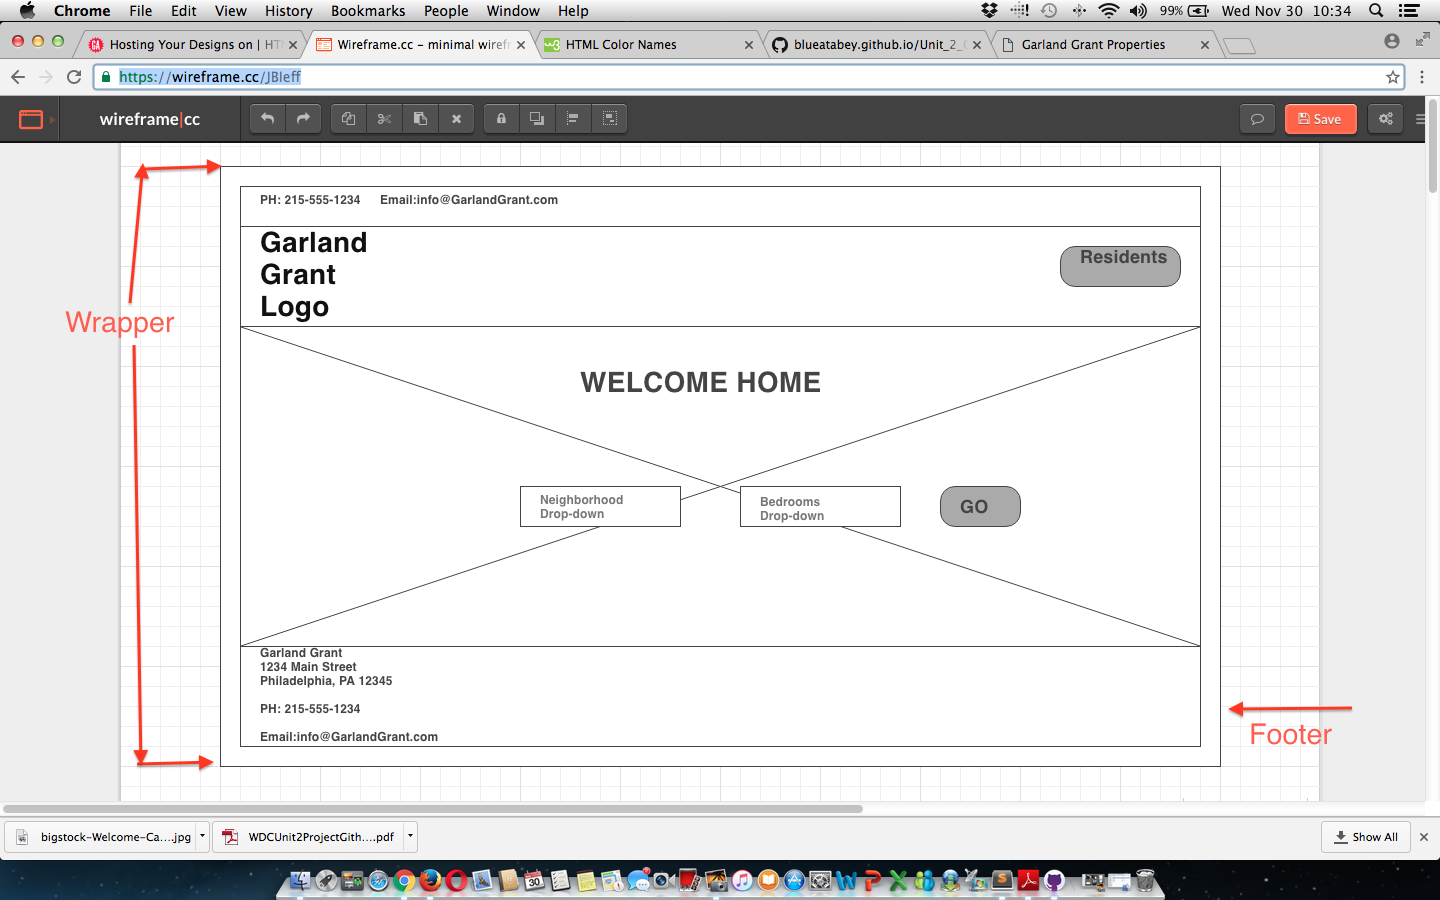 Chrome File Edit View History Bookmarks People Window Help 99% Wed Nov 30 10:34
Hosting Your Designs on | HT Wireframe.cc – minimal wiref HTML Color Names blueatabey.github.io/Unit_2_ Garland Grant Properties
https://wireframe.cc/JBleff
wireframe|cc Save
PH: 215-555-1234 Email:info@GarlandGrant.com
Garland
Grant
Logo
Residents
Wrapper
WELCOME HOME
Neighborhood
Drop-down
Bedrooms
Drop-down
GO
Garland Grant
1234 Main Street
Philadelphia, PA 12345
PH: 215-555-1234
Email:info@GarlandGrant.com
Footer
bigstock-Welcome-Ca....jpg WDCUnit2ProjectGith....pdf Show All
30